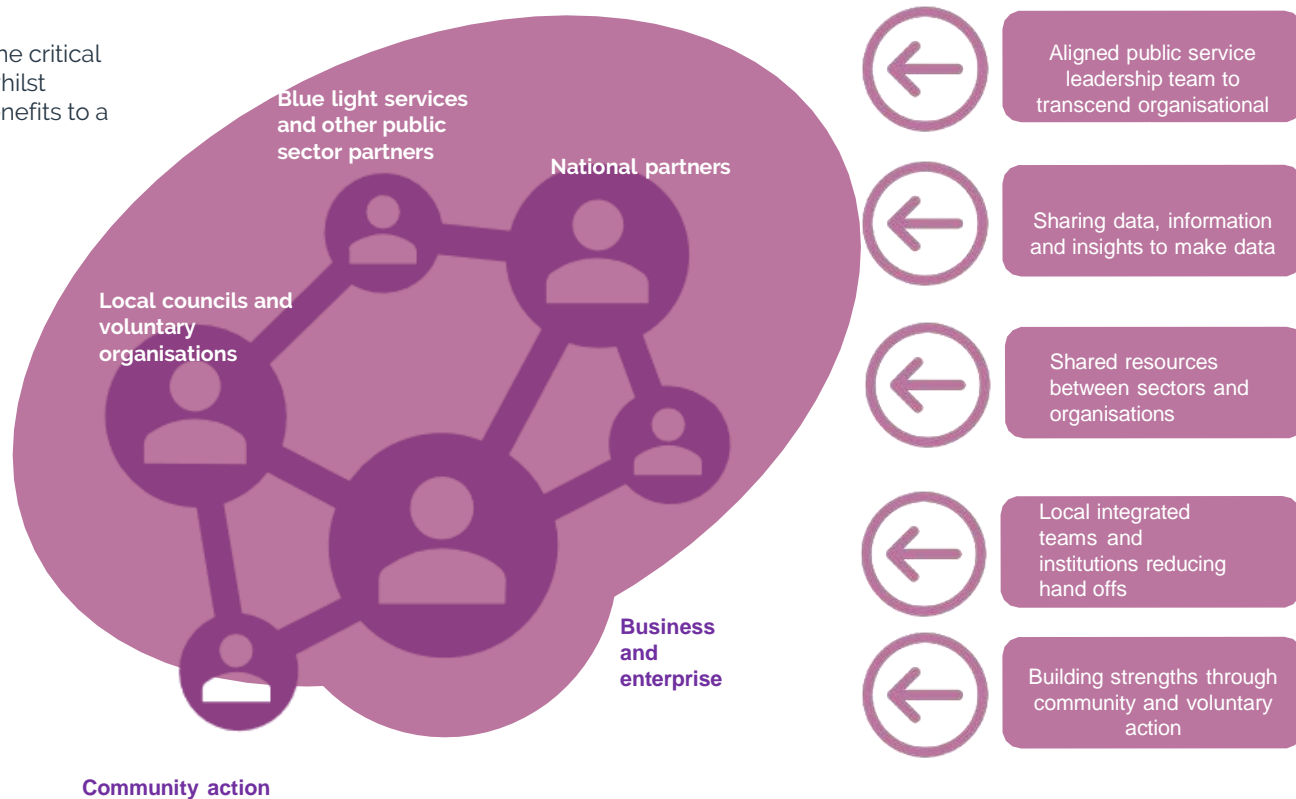 ne critical
hilst
nefits to a
Blue light services
and other public
sector partners
National partners
Local councils and
voluntary
organisations
Business
and
enterprise
Community action
Aligned public service
leadership team to
transcend organisational
Sharing data, information
and insights to make data
Shared resources
between sectors and
organisations
Local integrated
teams and
institutions reducing
hand offs
Building strengths through
community and voluntary
action